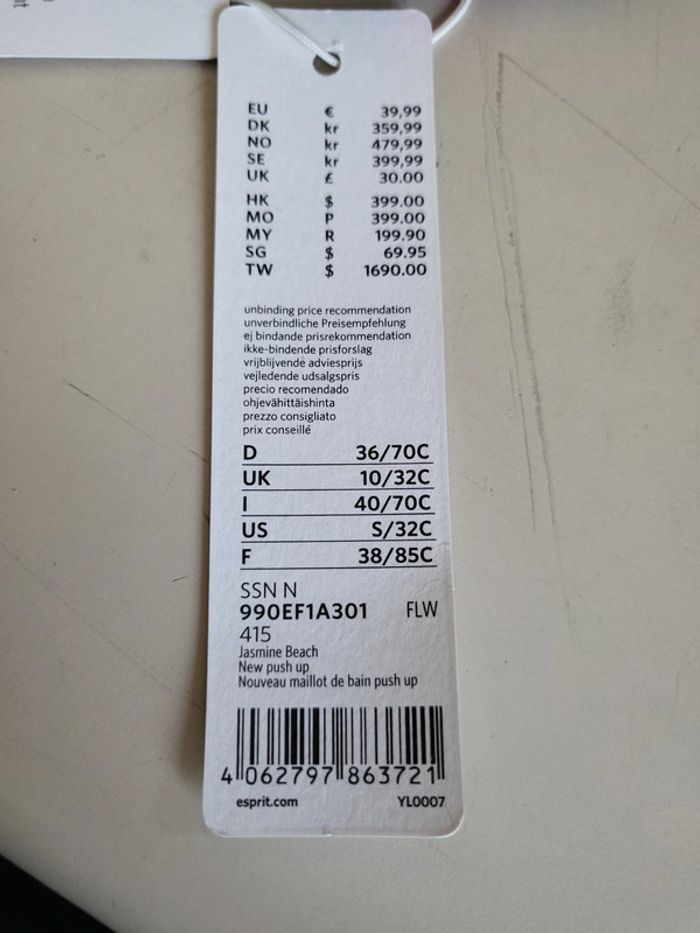 EU € 39,99
DK kr 359,99
NO kr 479,99
SE kr 399,99
UK £ 30.00
HK $ 399.00
MO P 399.00
MY R 199.90
SG $ 69.95
TW $ 1690.00
unbinding price recommendation
unverbindliche Preisempfehlung
ej bindande prisrekommendation
ikke-bindende prisforslag
vrijblijvende adviesprijs
vejledende udsalgspris
precio recomendado
ohjevähittäishinta
prezzo consigliato
prix conseillé
D 36/70C
UK 10/32C
I 40/70C
US S/32C
F 38/85C
SSN N
990EF1A301 FLW
415
Jasmine Beach
New push up
Nouveau maillot de bain push up
4 062797 863721
esprit.com YL0007